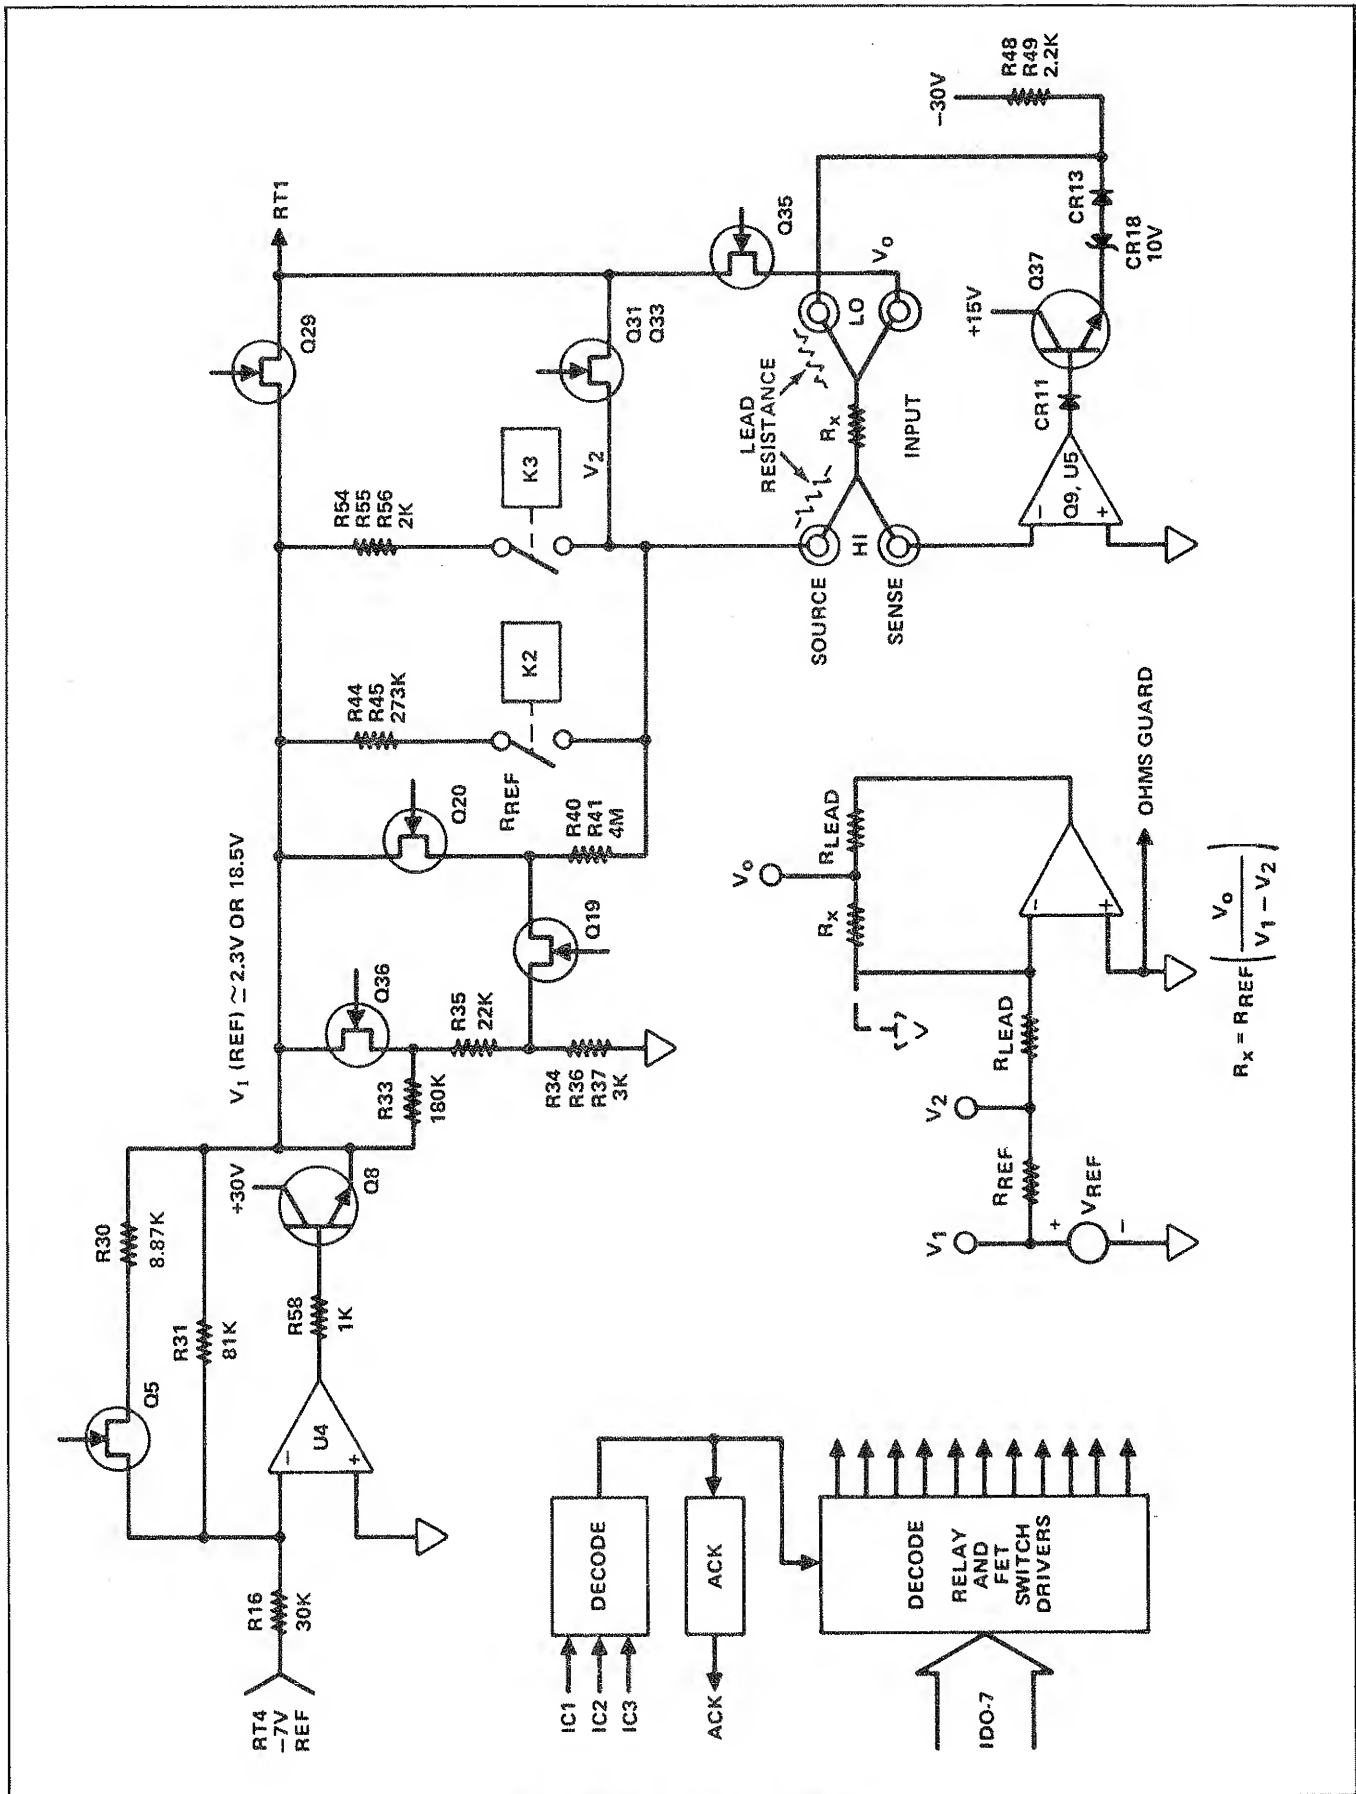 RT4
-7V
REF
R16
30K
Q5
R30
8.87K
R31
81K
U4
-
+
R58
1K
+30V
Q8
V1 (REF) ≃ 2.3V OR 18.5V
R33
180K
Q36
R35
22K
R34
R36
R37
3K
Q19
Q20
RREF
R40
R41
4M
R44
R45
273K
K2
R54
R55
R56
2K
K3
V2
Q29
RT1
Q31
Q33
Q35
LEAD
RESISTANCE
SOURCE
HI
SENSE
RX
INPUT
LO
Vo
Q9, U5
-
+
CR11
+15V
Q37
CR18
10V
CR13
-30V
R48
R49
2.2K
IC1
IC2
IC3
DECODE
ACK
ACK
IDO-7
DECODE
RELAY
AND
FET
SWITCH
DRIVERS
V1
+
VREF
-
RREF
V2
RLEAD
V
RX
Vo
RLEAD
-
+
OHMS GUARD
Rx = RREF (Vo / V1 - V2)